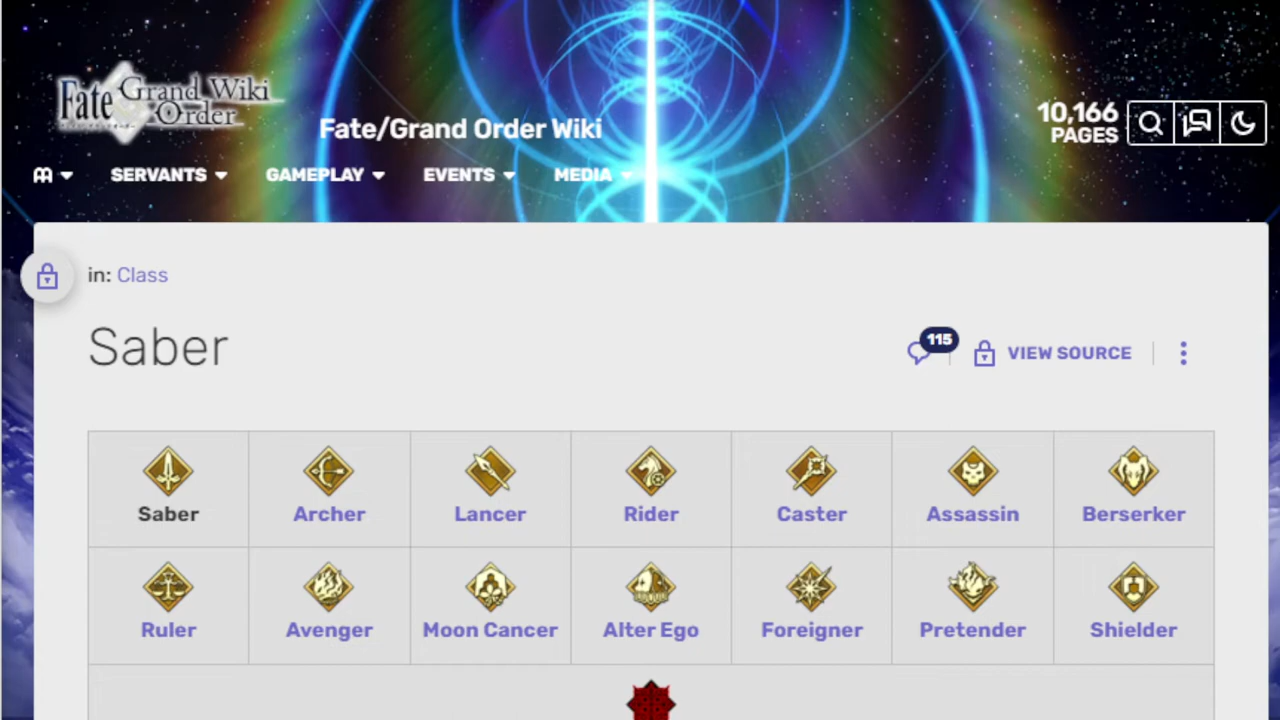 Fate Grand Wiki
Order
Fate/Grand Order Wiki
10,166
PAGES
SERVANTS
GAMEPLAY
EVENTS
MEDIA
in: Class
Saber
115
VIEW SOURCE
Saber
Archer
Lancer
Rider
Caster
Assassin
Berserker
Ruler
Avenger
Moon Cancer
Alter Ego
Foreigner
Pretender
Shielder